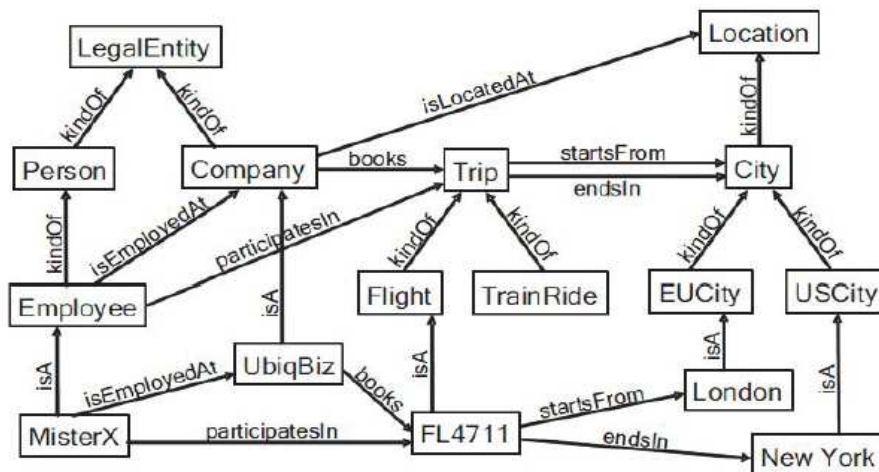 LegalEntity
Location
kindOf
kindOf
isLocatedAt
kindOf
Person
Company
books
Trip
startsFrom
endsIn
City
kindOf
isEmployedAt
participatesIn
isA
kindOf
kindOf
kindOf
kindOf
Employee
Flight
TrainRide
EUCity
USCity
isA
isEmployedAt
UbiqBiz
books
isA
isA
isA
startsFrom
London
MisterX
participatesIn
FL4711
endsIn
New York